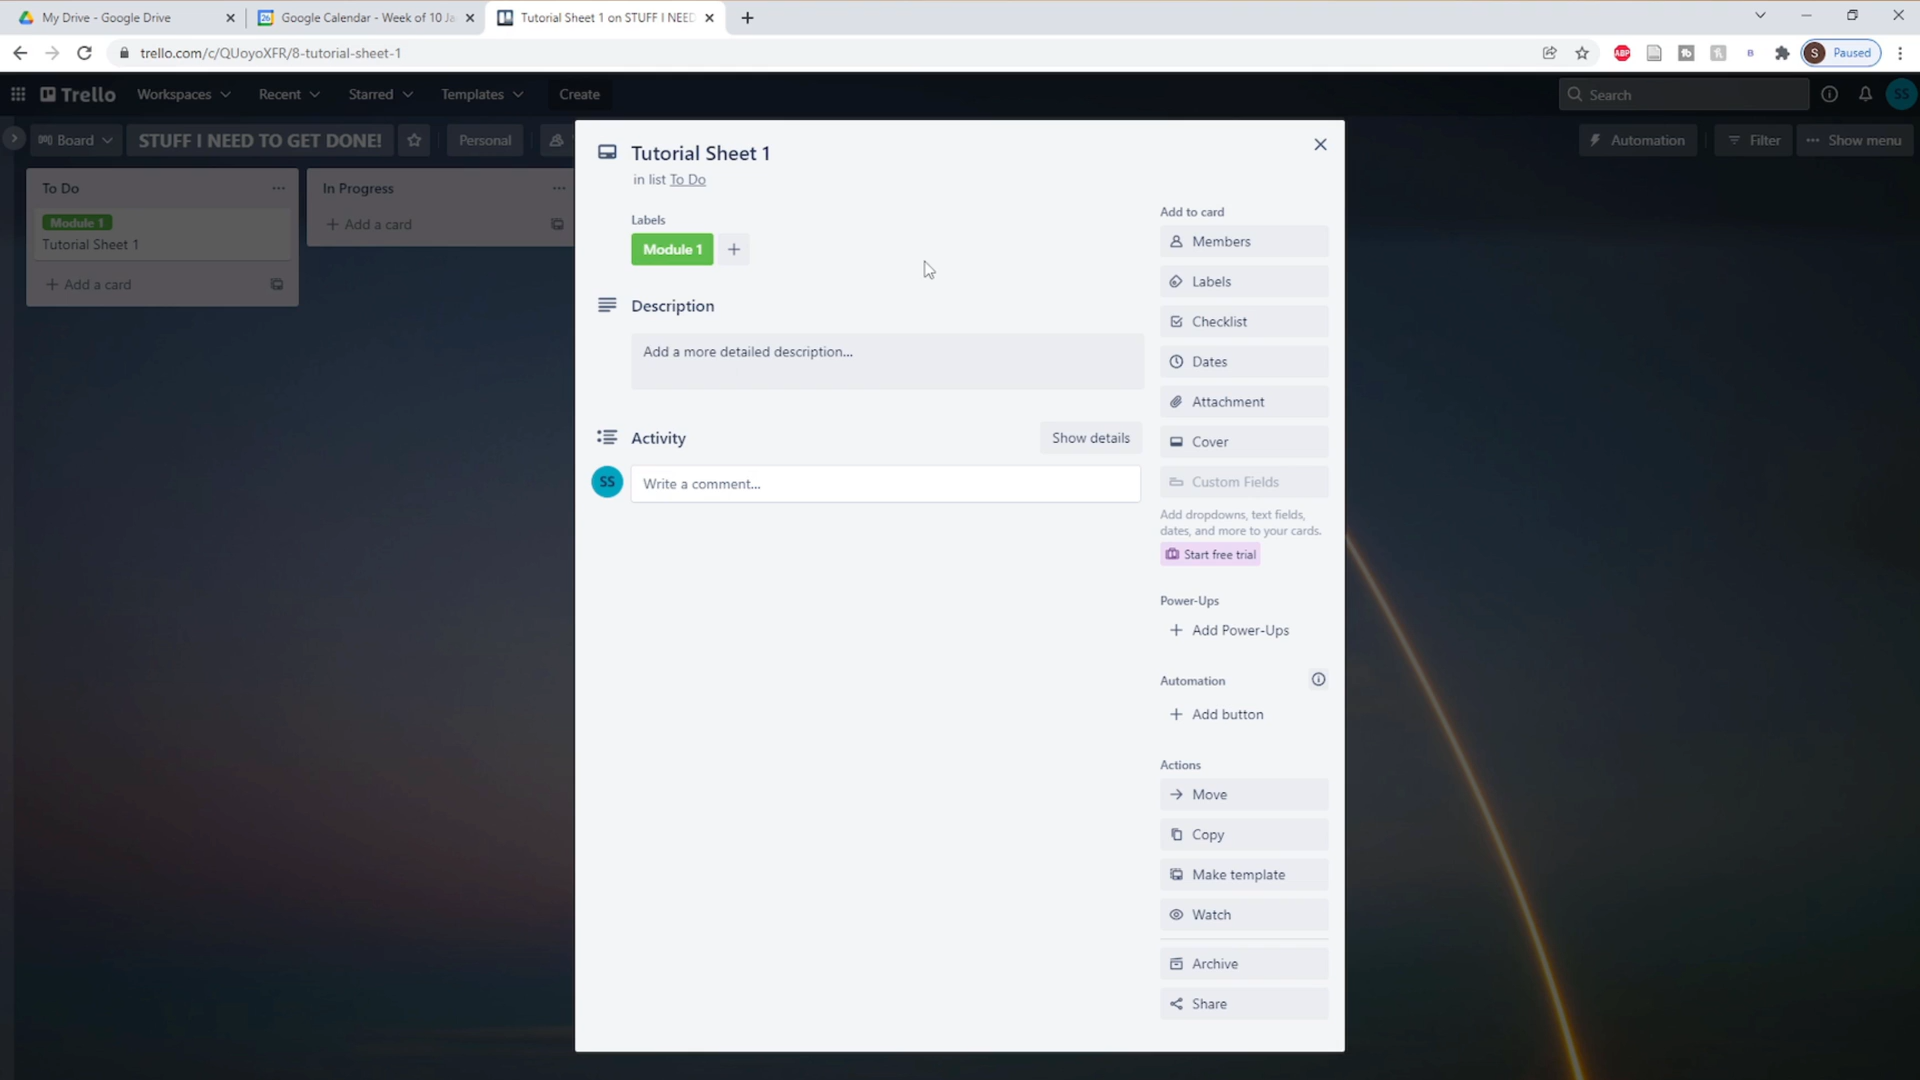 My Drive - Google Drive
Google Calendar - Week of 10 Ja
Tutorial Sheet 1 on STUFF I NEED
trello.com/c/QUoyoXFR/8-tutorial-sheet-1
ABP
S Paused
Trello
Workspaces
Recent
Starred
Templates
Create
Search
SS
Board
STUFF I NEED TO GET DONE!
Personal
Automation
Filter
Show menu
To Do
Module 1
Tutorial Sheet 1
+ Add a card
In Progress
+ Add a card
Tutorial Sheet 1
in list To Do
Labels
Module 1
Description
Add a more detailed description...
Activity
Show details
SS
Write a comment...
Add to card
Members
Labels
Checklist
Dates
Attachment
Cover
Custom Fields
Add dropdowns, text fields,
dates, and more to your cards.
Start free trial
Power-Ups
+ Add Power-Ups
Automation
+ Add button
Actions
Move
Copy
Make template
Watch
Archive
Share